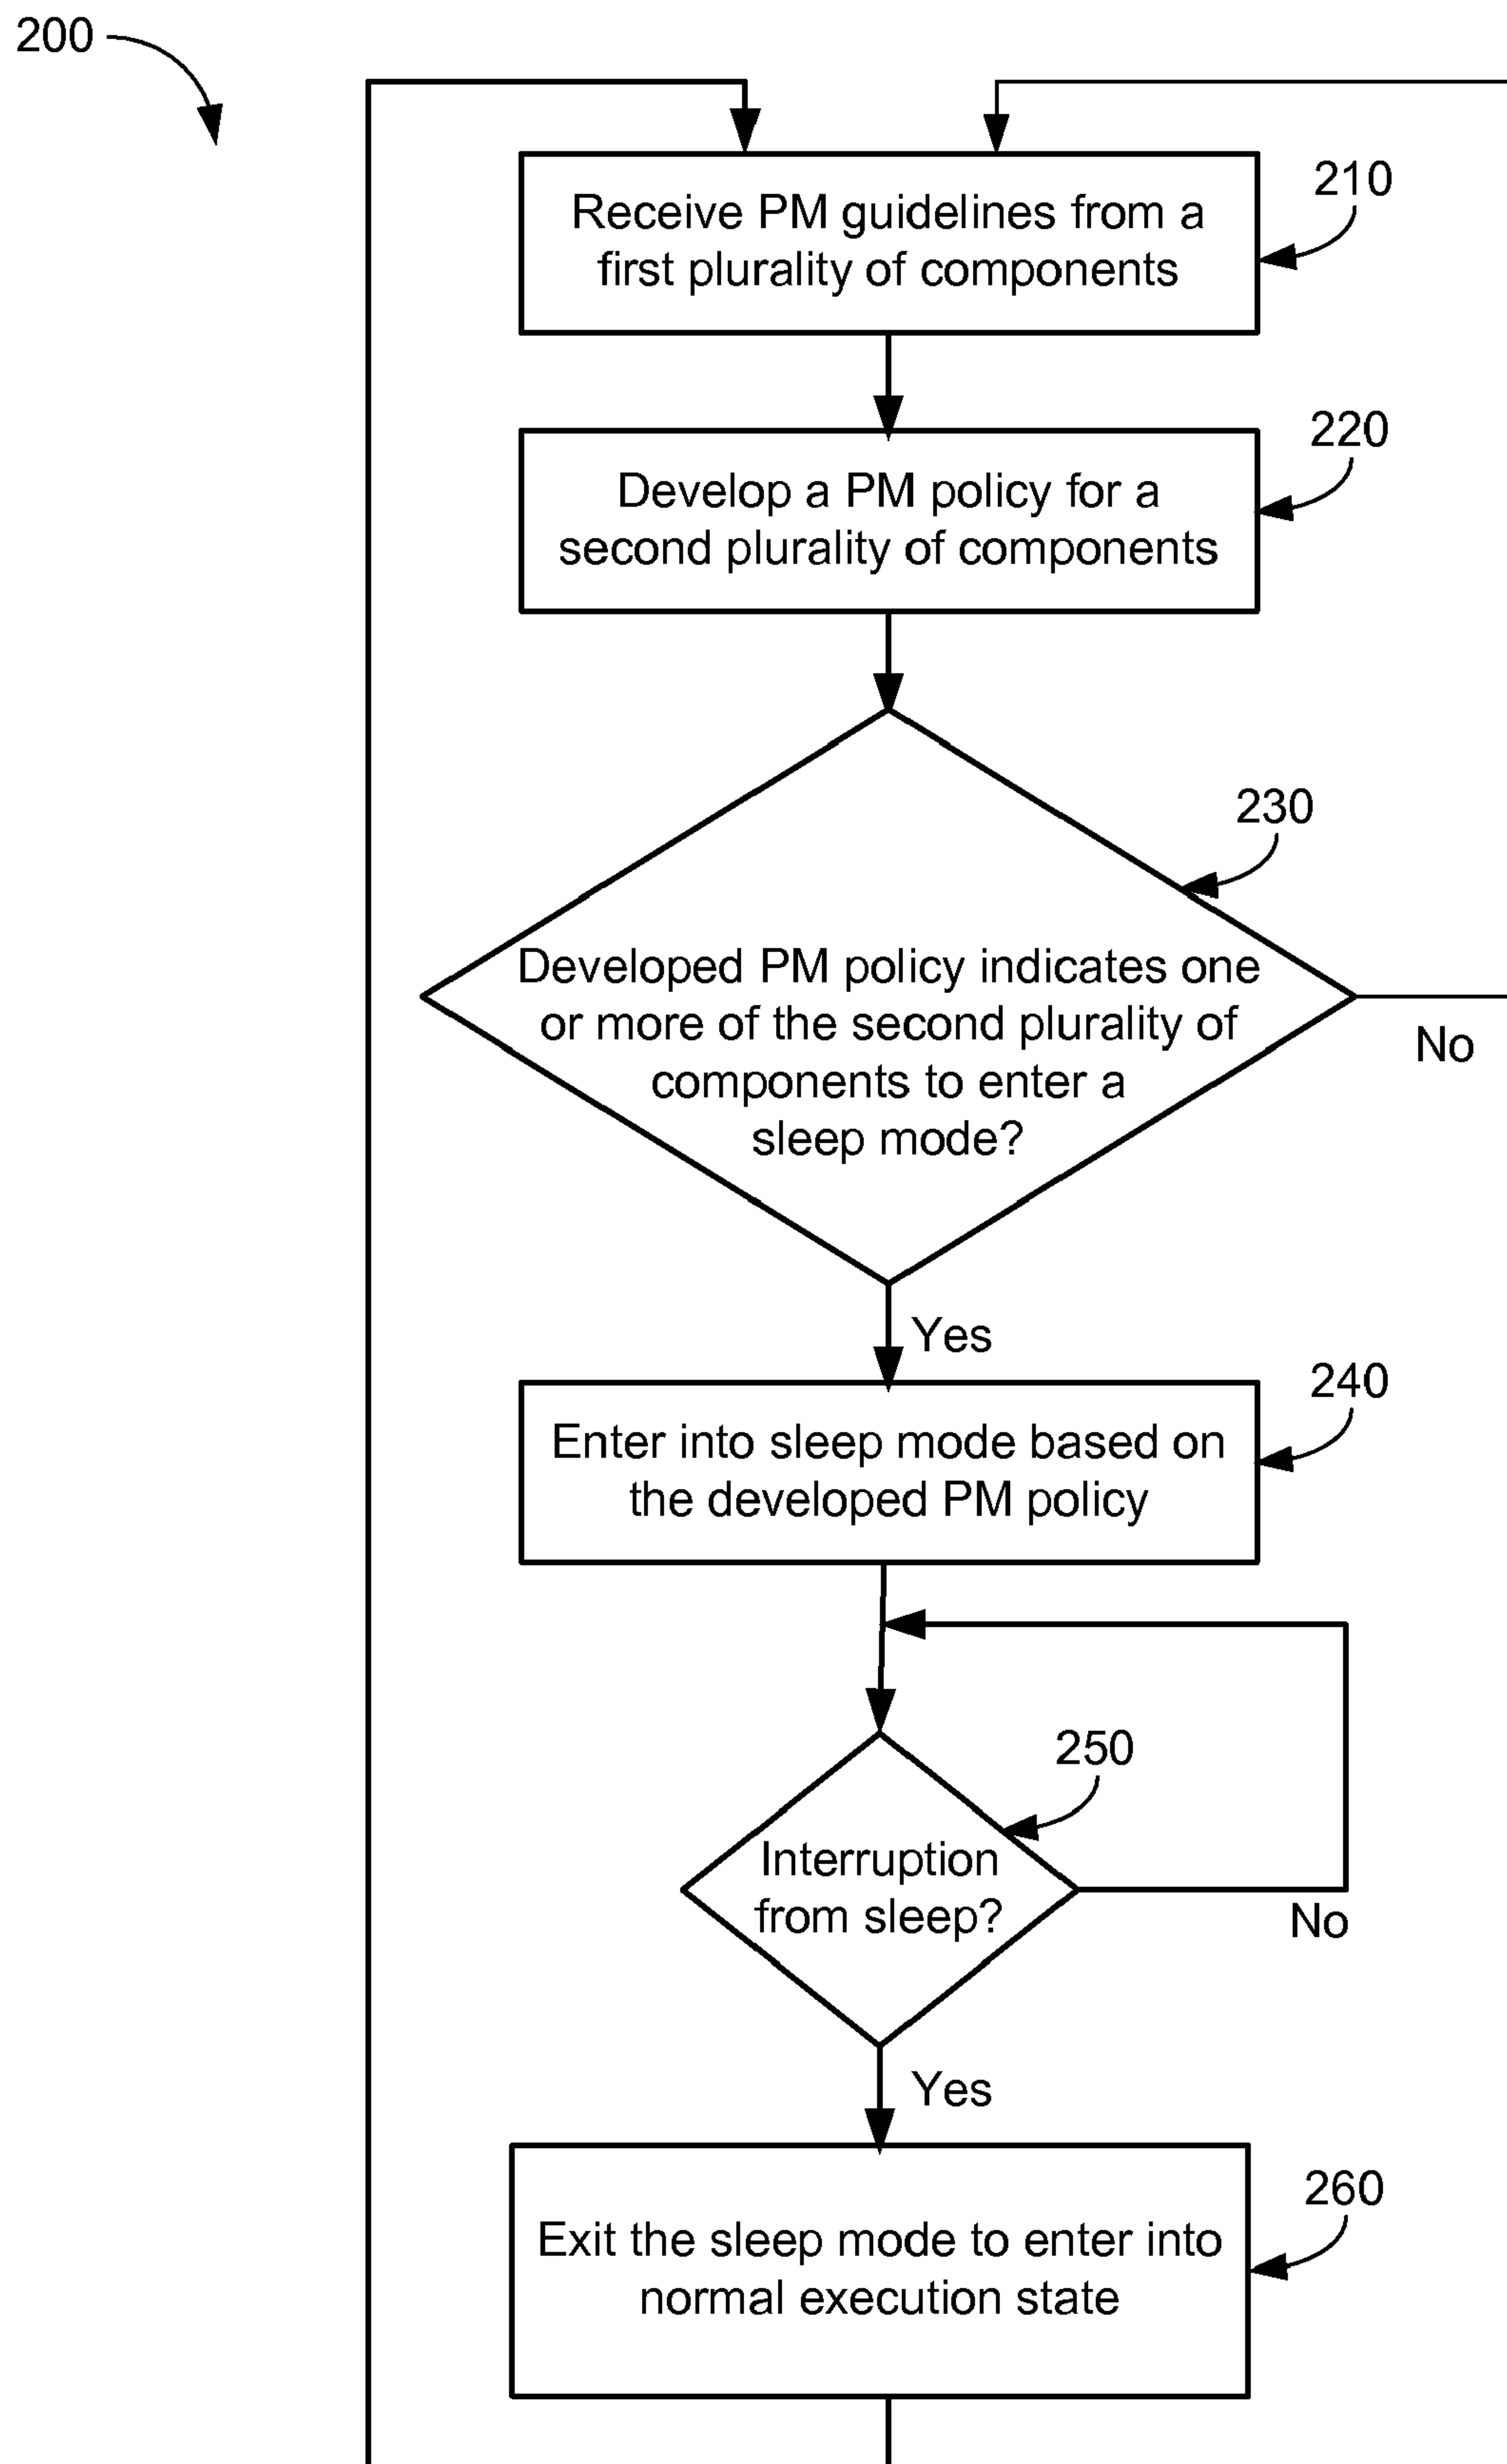 200
210
Receive PM guidelines from a
first plurality of components
220
Develop a PM policy for a
second plurality of components
230
Developed PM policy indicates one
or more of the second plurality of
components to enter a
sleep mode?
No
Yes
240
Enter into sleep mode based on
the developed PM policy
250
Interruption
from sleep?
No
Yes
260
Exit the sleep mode to enter into
normal execution state